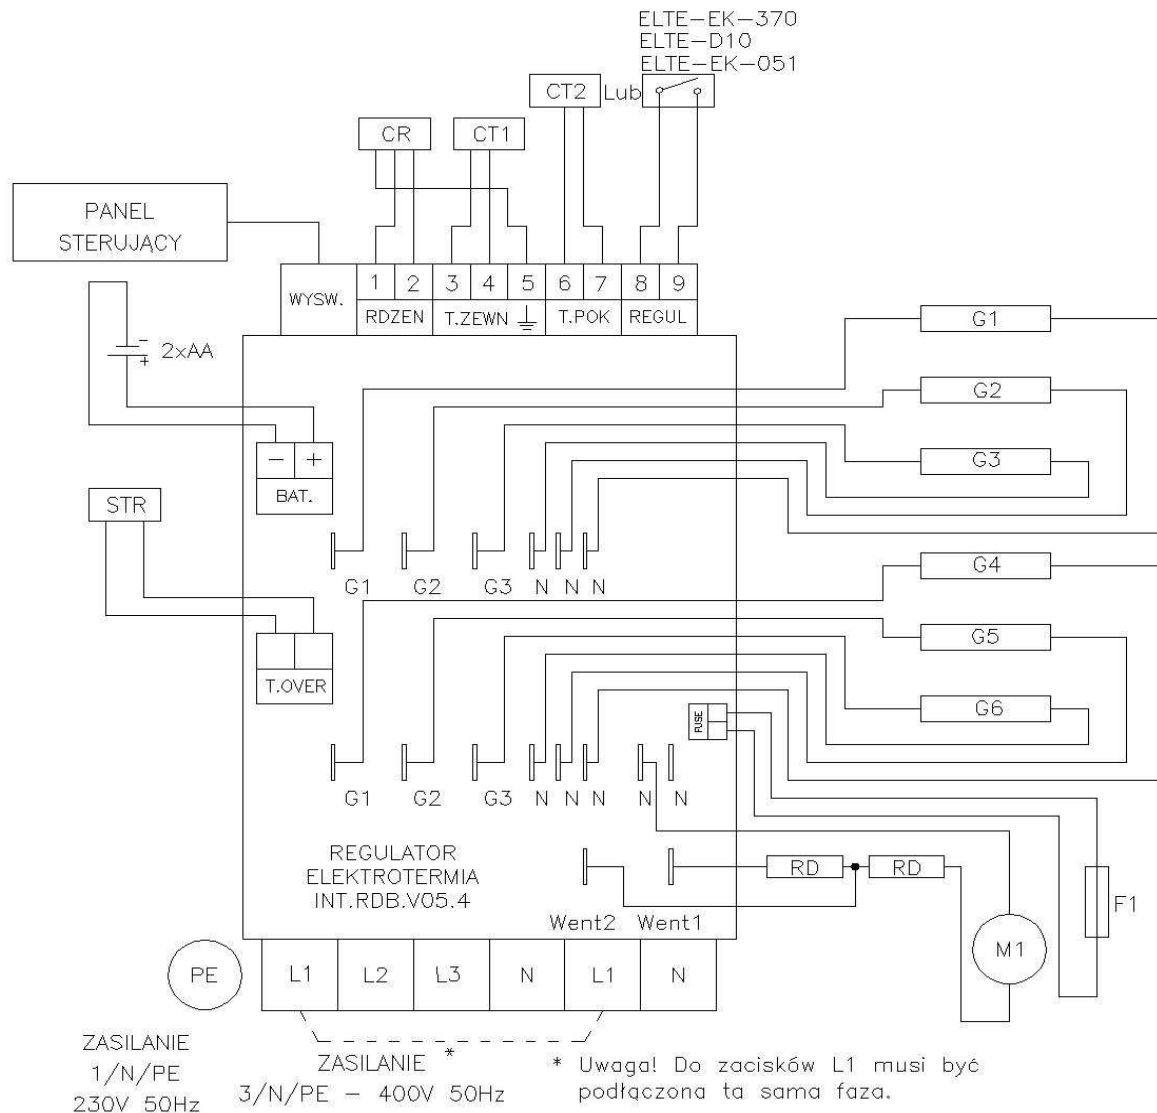 ELTE-EK-370
ELTE-D10
ELTE-EK-051
CT2 Lub
CR CT1
PANEL
STERUJĄCY
WYSW. 1 2 3 4 5 6 7 8 9
RDZEN T.ZEWN T.POK REGUL
G1
- 2xAA
+
G2
G3
- +
BAT.
STR
G4
G1 G2 G3 N N N
G5
T.OVER
G6
FUSE
G1 G2 G3 N N N N N
REGULATOR
ELEKTROTERMIA
INT.RDB.V05.4
RD RD
F1
Went2 Went1
M1
PE L1 L2 L3 N L1 N
ZASILANIE
1/N/PE
230V 50Hz
ZASILANIE *
3/N/PE - 400V 50Hz
* Uwaga! Do zacisków L1 musi być
podłączona ta sama faza.